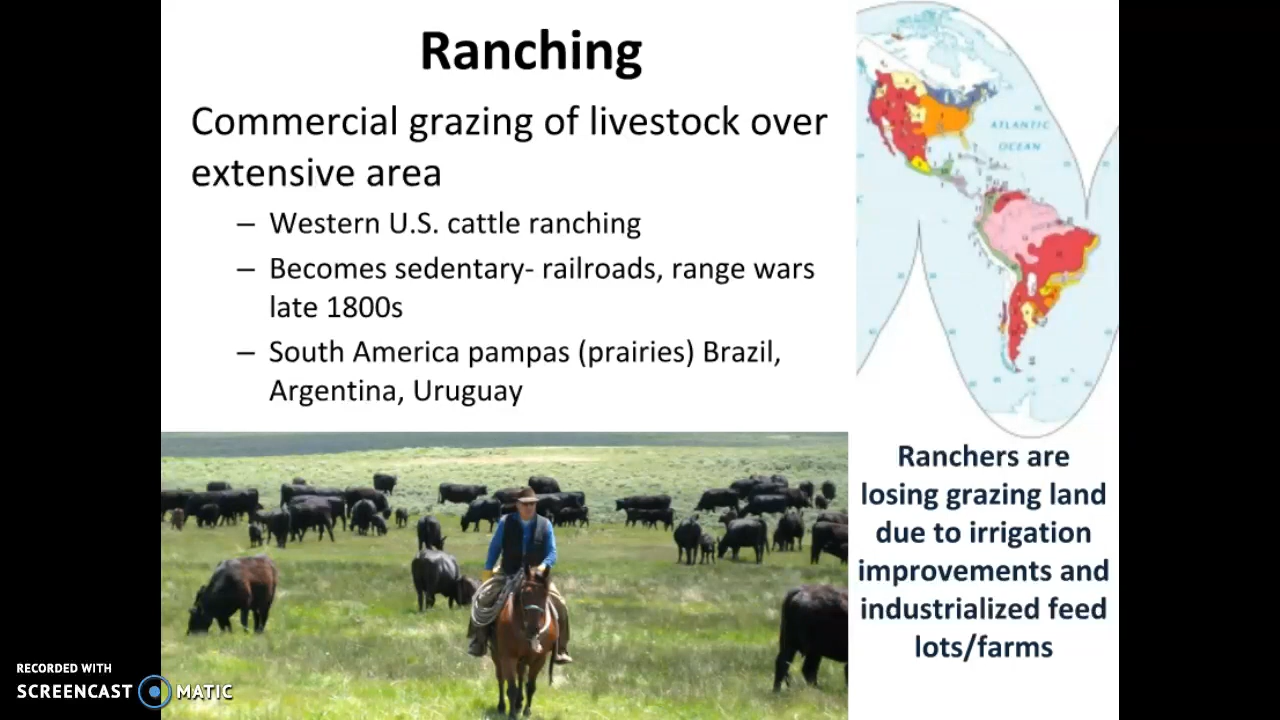 Ranching
Commercial grazing of livestock over
extensive area
– Western U.S. cattle ranching
– Becomes sedentary- railroads, range wars
late 1800s
– South America pampas (prairies) Brazil,
Argentina, Uruguay
ATLANTIC
OCEAN
Ranchers are
losing grazing land
due to irrigation
improvements and
industrialized feed
lots/farms
RECORDED WITH
SCREENCAST MATIC